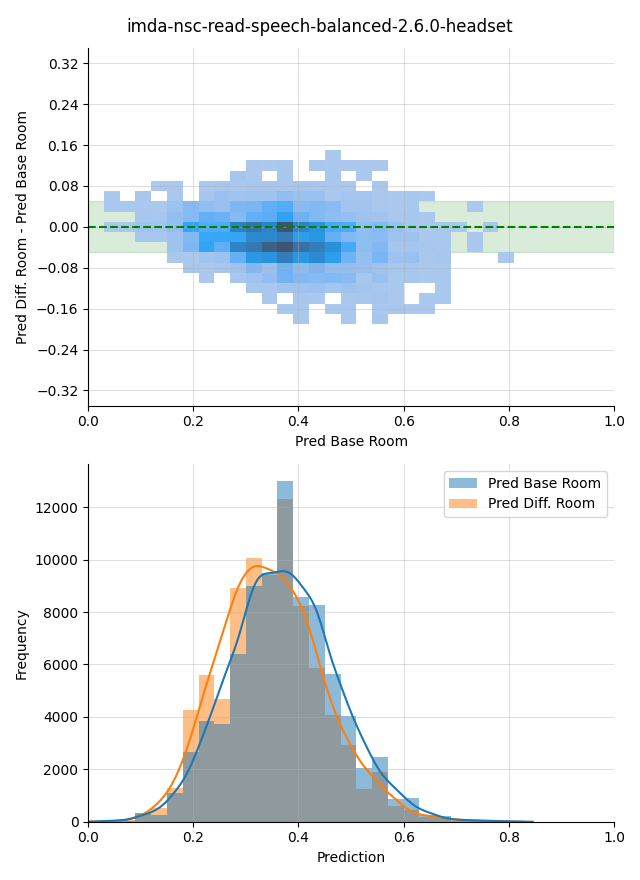 imda-nsc-read-speech-balanced-2.6.0-headset
Pred Diff. Room - Pred Base Room
0.32
0.24
0.16
0.08
0.00
−0.08
−0.16
−0.24
−0.32
0.0 0.2 0.4 0.6 0.8 1.0
Pred Base Room
Frequency
12000
10000
8000
6000
4000
2000
0
Pred Base Room
Pred Diff. Room
0.0 0.2 0.4 0.6 0.8 1.0
Prediction